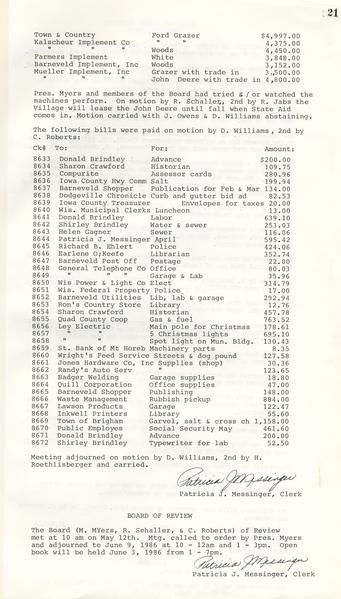 21
Town & Country Ford Grazer $4,997.00
Kalscheur Implement Co " 4,375.00
" " " Woods 4,450.00
Farmers Implement White 3,848.00
Barneveld Implement, Inc Woods 3,152.00
Mueller Implement, Inc Grazer with trade in 3,500.00
" " John Deere with trade in 4,800.00
Pres. Myers and members of the Board had tried & / or watched the
machines perform. On motion by R. Schaller, 2nd by R. Jabs the
Village will lease the John Deere until fall when State Aid
comes in. Motion carried with J. Owens & D. Williams abstaining.
The following bills were paid on motion by D. Williams, 2nd by
C. Roberts:
Ck# To: For: Amount:
8633 Donald Brindley Advance $200.00
8634 Sharon Crawford Historian 109.75
8635 Compurite Assessor cards 280.96
8636 Iowa County Hwy Comm Salt 199.94
8637 Barneveld Shopper Publication for Feb & Mar 134.00
8638 Dodgeville Chronicle Curb and gutter bid ad 82.53
8639 Iowa County Treasurer Envelopes for taxes 20.00
8640 Wis. Municipal Clerks Luncheon 13.00
8641 Donald Brindley Labor 639.10
8642 Shirley Brindley Water & sewer 253.03
8643 Helen Gagner Sewer 116.06
8644 Patricia J. Messinger April 595.42
8645 Richard B. Ehlert Police 424.06
8646 Earlene O;Keefe Librarian 352.74
8647 Barneveld Post Off Postage 22.00
8648 General Telephone Co Office 80.03
8649 " " " Garage & Lab 35.96
8650 Wis Power & Light Co Elect 314.79
8651 Wis. Federal Property Police 17.00
8652 Barneveld Utilities Lib, lab & garage 292.94
8653 Ron's Country Store Library 12.76
8654 Sharon Crawford Historian 457.78
8655 Quad County Coop Gas & fuel 763.52
8656 Ley Electric Main pole for Christmas 178.61
8657 " " 5 Christmas lights 695.10
8658 " " Spot light on Mun. Bldg. 130.43
8659 St. Bank of Mt Horeb Machinery parts 8.35
8660 Wright's Feed Service Streets & dog pound 127.58
8661 Jones Hardware Co, Inc Supplies (shop) 30.36
8662 Randy's Auto Serv " 123.65
8663 Badger Welding Garage supplies 18.80
8664 Quill Corporation Office supplies 47.00
8665 Barneveld Shopper Publishing 148.00
8666 Waste Management Rubbish pickup 884.00
8667 Lawson Products Garage 122.47
8668 Inkwell Printers Library 55.60
8669 Town of Brigham Garvel, salt & cross ch 1,158.00
8670 Public Employes Social Security May 461.60
8671 Donald Brindley Advance 200.00
8672 Shirley Brindley Typewriter for lab 52.50
Meeting adjourned on motion by D. Williams, 2nd by H.
Roethlisberger and carried.
Patricia J Messinger
Patricia J. Messinger, Clerk
BOARD OF REVIEW
The Board (M. MYers, R. Schaller, & C. Roberts) of Review
met at 10 am on May 12th. Mtg. called to order by Pres. Myers
and adjourned to June 9, 1986 at 10 - 12am and 1 - 3pm. Open
book will be held June 3, 1986 from 1 - 7pm.
Patricia J Messinger
Patricia J. Messinger, Clerk